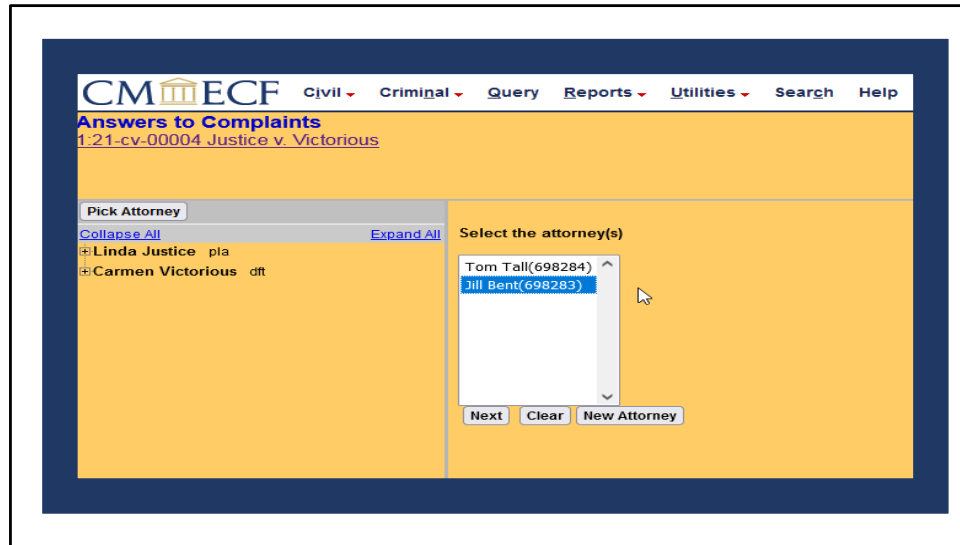 CM ECF Civil Criminal Query Reports Utilities Search Help
Answers to Complaints
1:21-cv-00004 Justice v. Victorious
Pick Attorney
Collapse All Expand All
Linda Justice pla
Carmen Victorious dft
Select the attorney(s)
Tom Tall(698284)
Jill Bent(698283)
Next Clear New Attorney